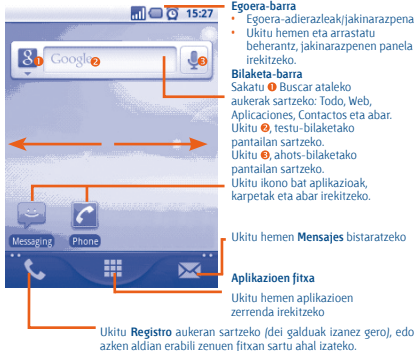 15:27
Google ❷
❶
❸
Messaging
Phone
Egoera-barra
• Egoera-adierazleak/jakinarazpena
• Ukitu hemen eta arrastatu
beherantz, jakinarazpenen panela
irekitzeko.
Bilaketa-barra
Sakatu ❶ Buscar ataleko
aukerak sartzeko: Todo, Web,
Aplicaciones, Contactos eta abar.
Ukitu ❷, testu-bilaketako
pantailan sartzeko.
Ukitu ❸, ahots-bilaketako
pantailan sartzeko.
Ukitu ikono bat aplikazioak,
karpetak eta abar irekitzeko.
Ukitu hemen Mensajes bistaratzeko
Aplikazioen fitxa
Ukitu hemen aplikazioen
zerrenda irekitzeko
Ukitu Registro aukeran sartzeko (dei galduak izanez gero), edo
azken aldian erabili zenuen fitxan sartu ahal izateko.